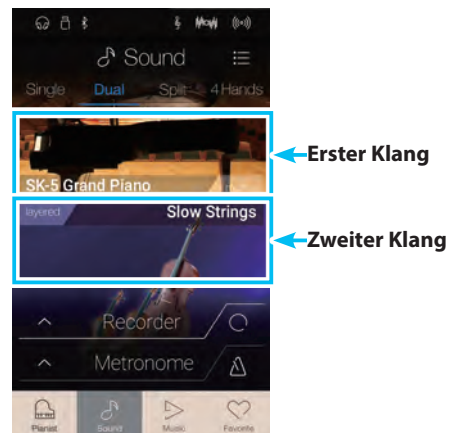 Sound
Single Dual Split 4 Hands
SK-5 Grand Piano
Erster Klang
layered
Slow Strings
Zweiter Klang
Recorder
Metronome
Pianist Sound Music Favorite